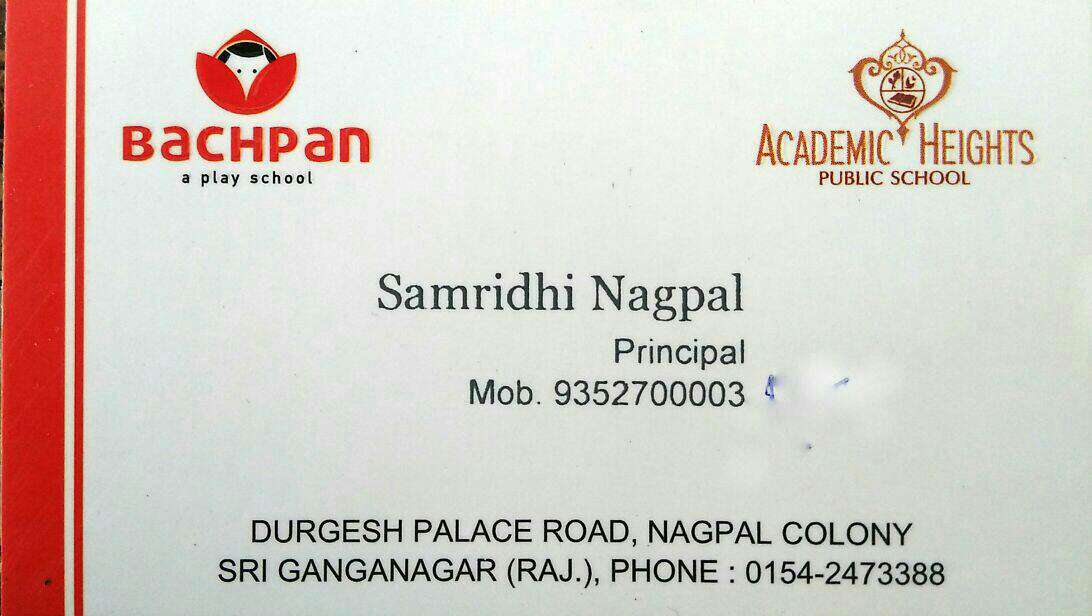 BACHPAN
a play school
ACADEMIC HEIGHTS
PUBLIC SCHOOL
Samridhi Nagpal
Principal
Mob. 9352700003
DURGESH PALACE ROAD, NAGPAL COLONY
SRI GANGANAGAR (RAJ.), PHONE : 0154-2473388